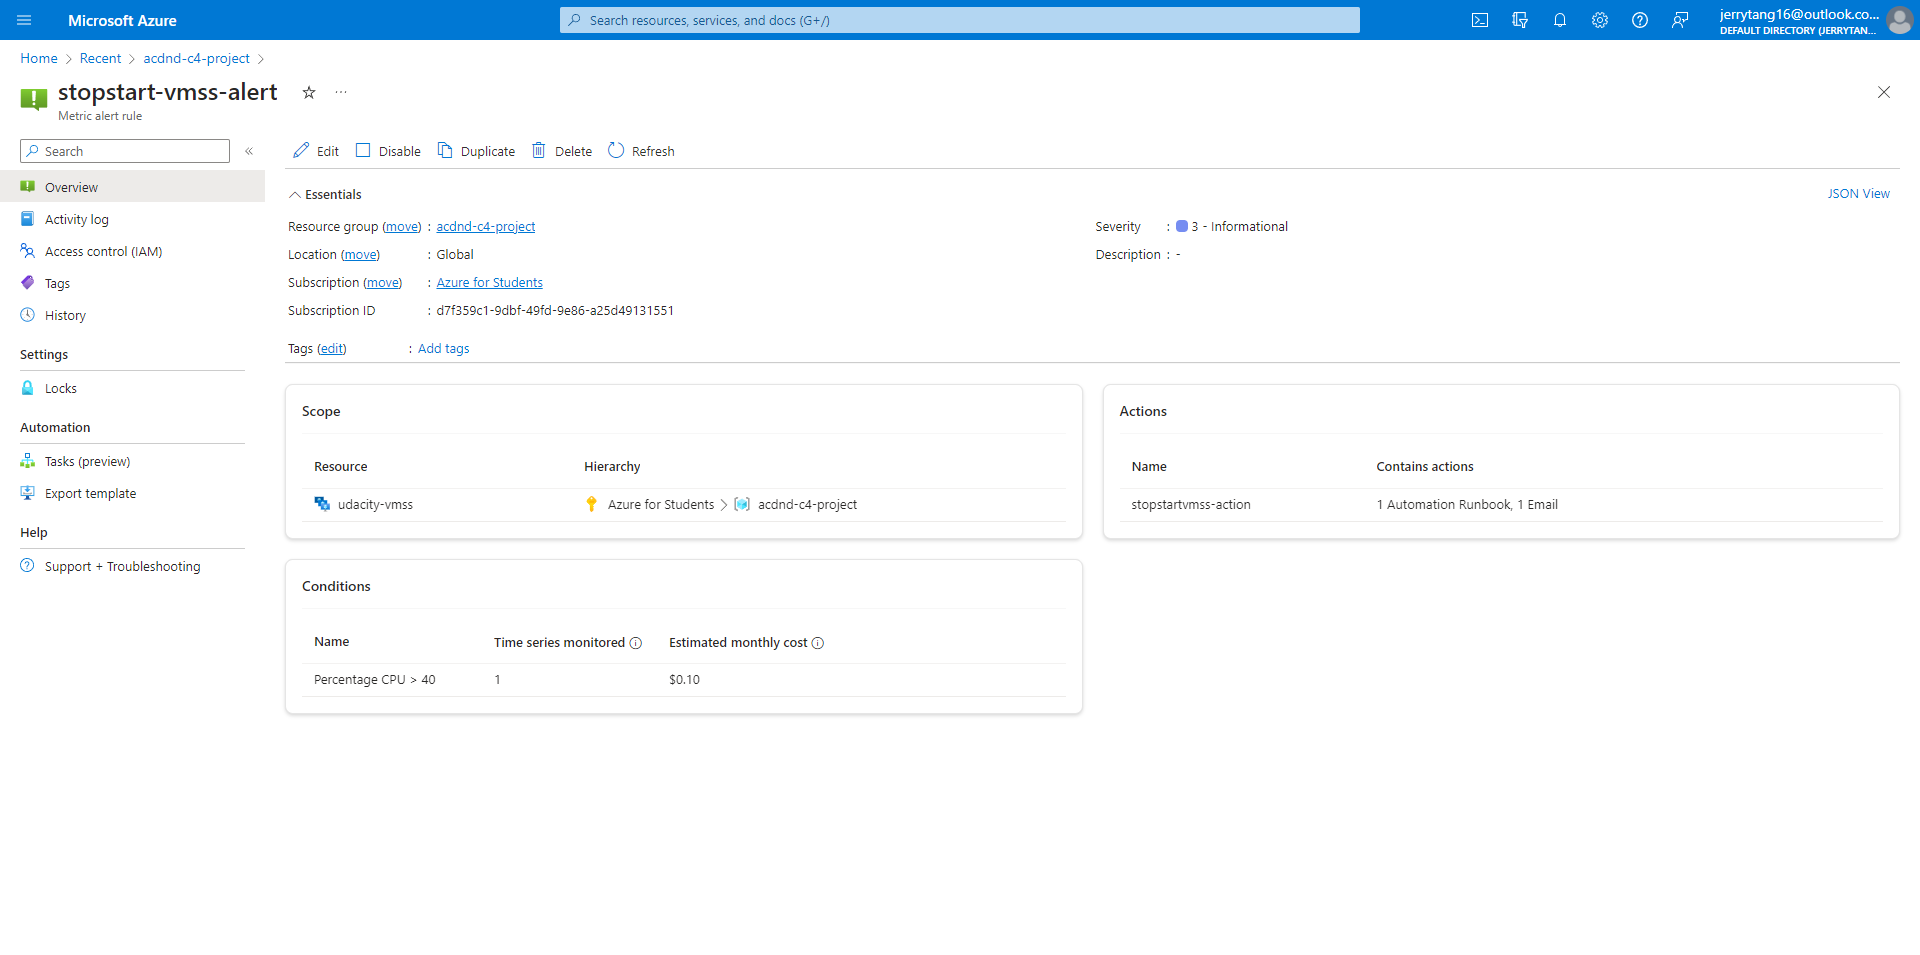 Microsoft Azure
Search resources, services, and docs (G+/)
jerrytang16@outlook.co...
DEFAULT DIRECTORY (JERRYTAN...
Home > Recent > acdnd-c4-project >
stopstart-vmss-alert
Metric alert rule
Search
Edit Disable Duplicate Delete Refresh
Overview
Activity log
Access control (IAM)
Tags
History
Settings
Locks
Automation
Tasks (preview)
Export template
Help
Support + Troubleshooting
Essentials
JSON View
Resource group (move) : acdnd-c4-project
Location (move) : Global
Subscription (move) : Azure for Students
Subscription ID : d7f359c1-9dbf-49fd-9e86-a25d49131551
Tags (edit) : Add tags
Severity : 3 - Informational
Description : -
Scope
Resource Hierarchy
udacity-vmss Azure for Students > acdnd-c4-project
Actions
Name Contains actions
stopstartvmss-action 1 Automation Runbook, 1 Email
Conditions
Name Time series monitored Estimated monthly cost
Percentage CPU > 40 1 $0.10